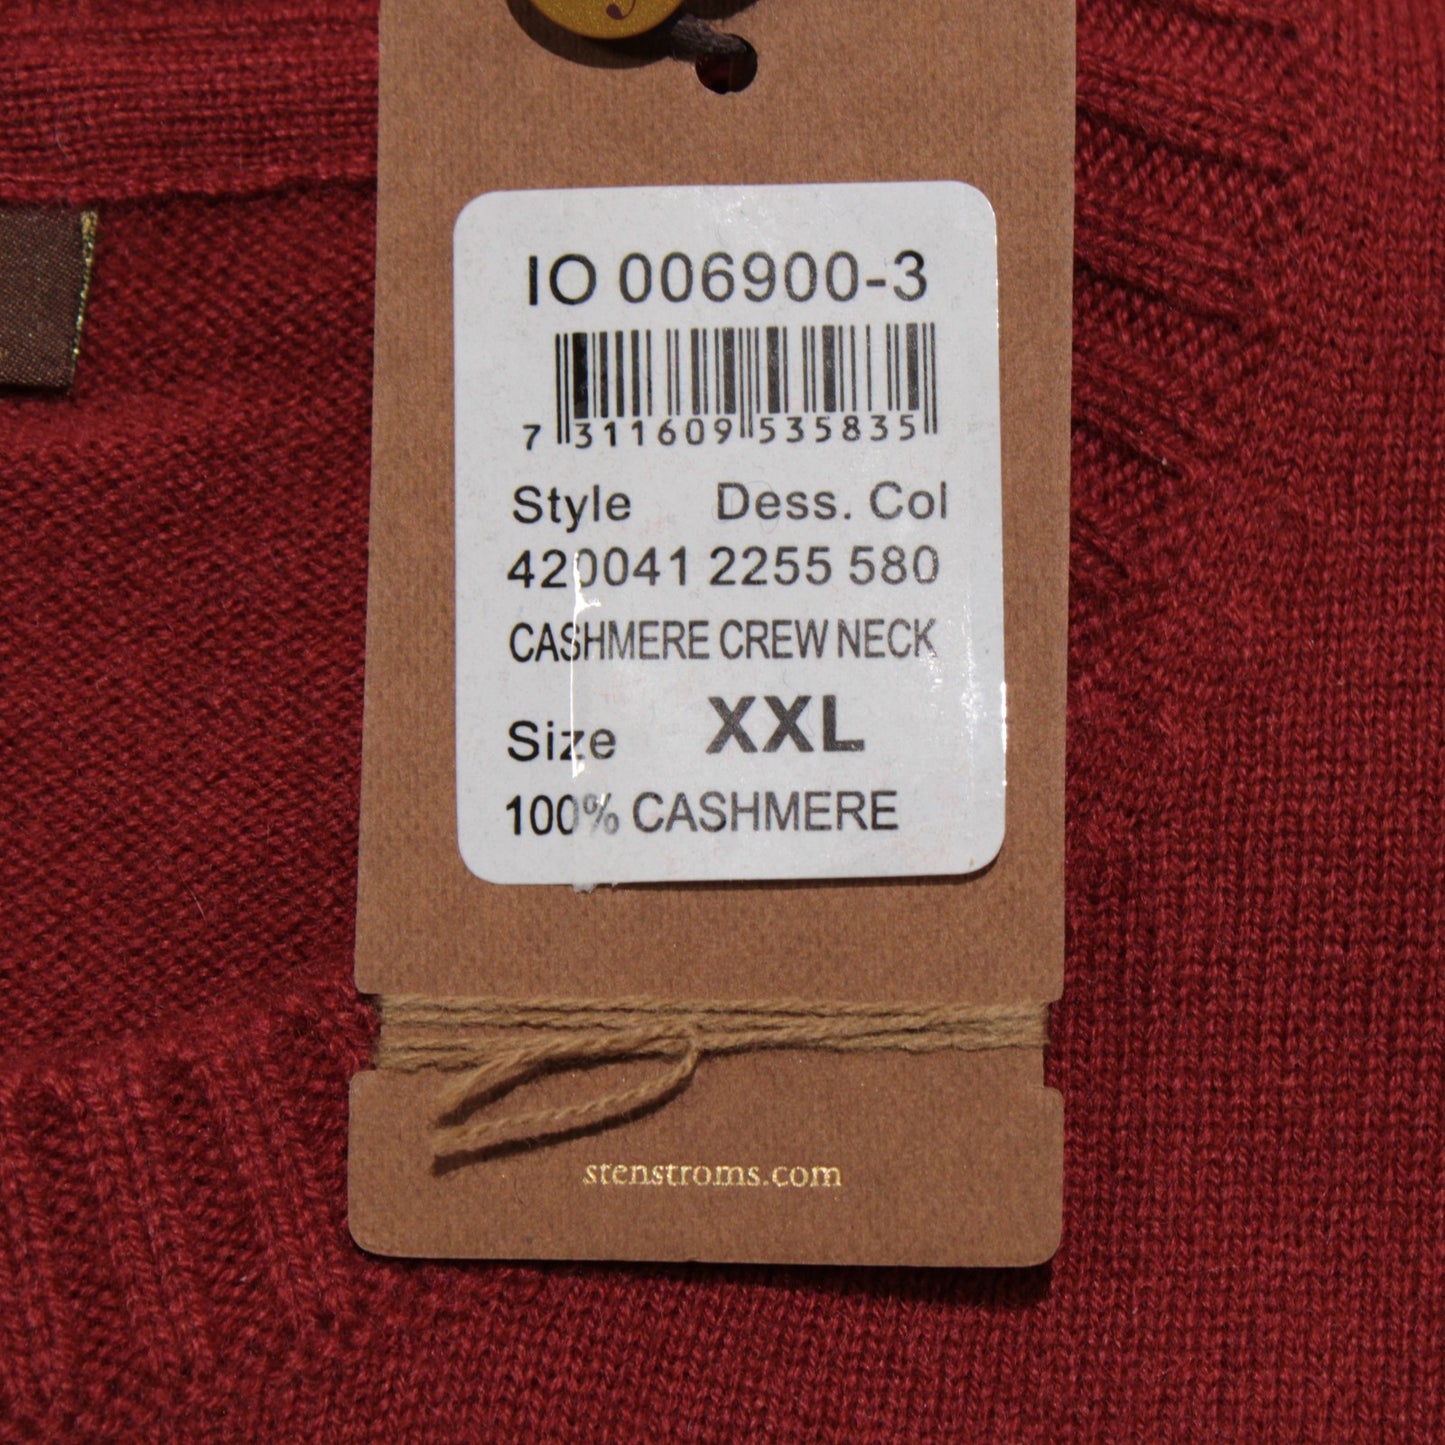 IO 006900-3
7 311609 535835
Style Dess. Col
420041 2255 580
CASHMERE CREW NECK
Size XXL
100% CASHMERE
stenstroms.com